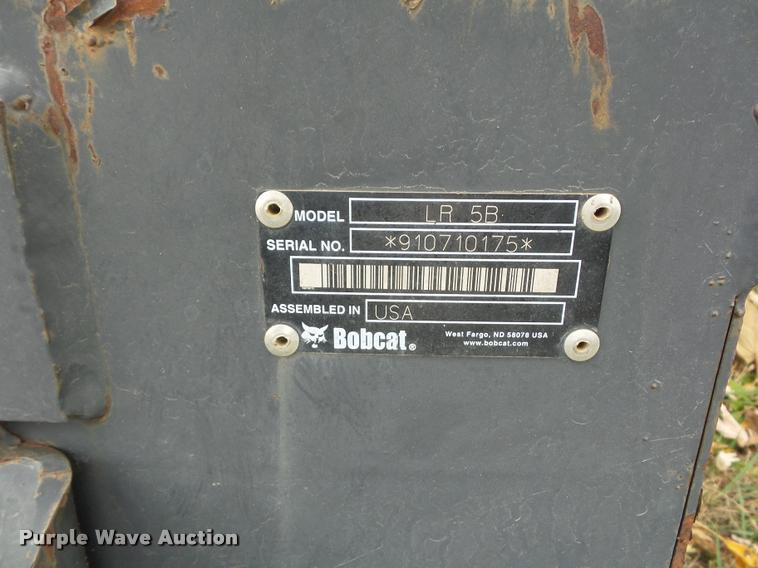 MODEL LR 5B
SERIAL NO. *910710175*
ASSEMBLED IN USA
Bobcat®
West Fargo, ND 58078 USA
www.bobcat.com
Purple Wave Auction